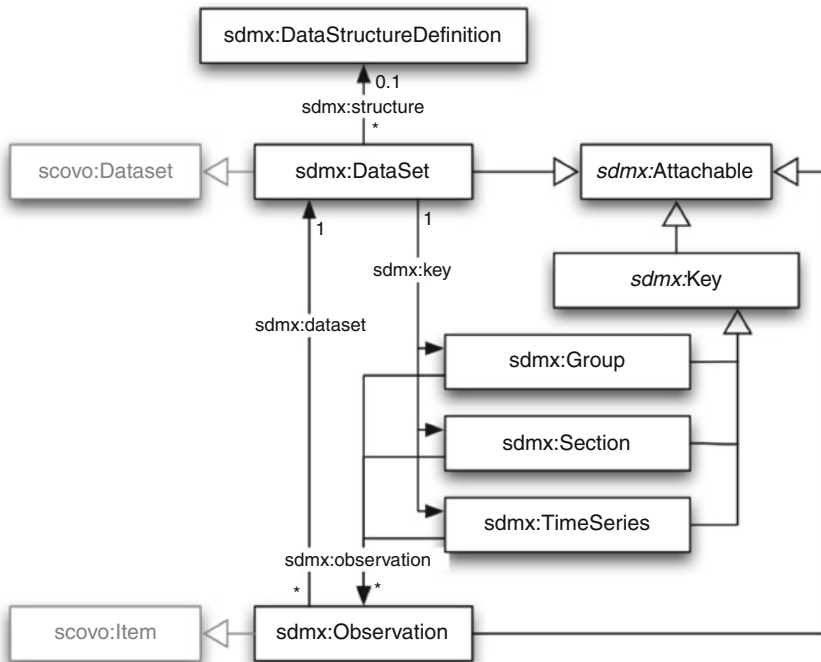 sdmx:DataStructureDefinition
0.1
sdmx:structure
*
scovo:Dataset
sdmx:DataSet
sdmx:Attachable
1
1
sdmx:key
sdmx:Key
sdmx:dataset
sdmx:Group
sdmx:Section
sdmx:TimeSeries
sdmx:observation
*
*
scovo:Item
sdmx:Observation